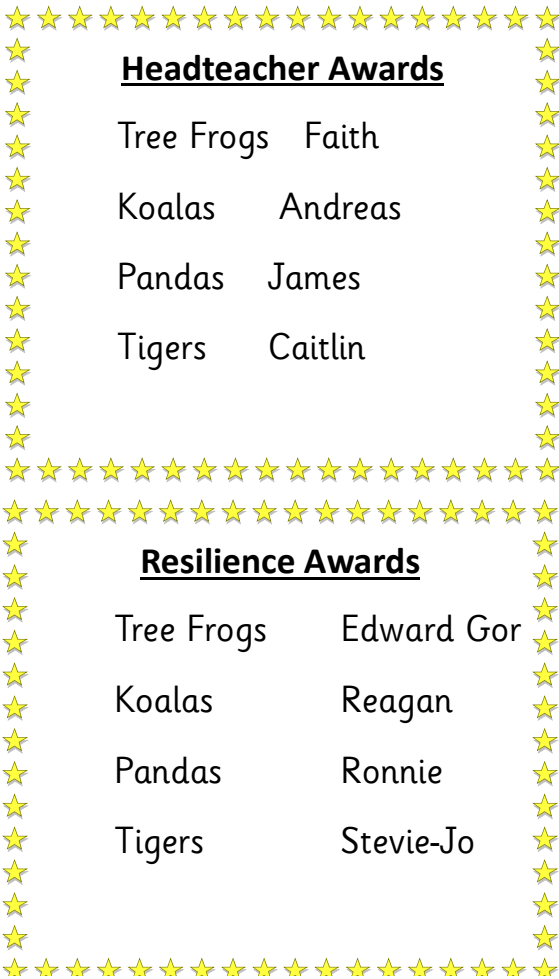 Headteacher Awards
Tree Frogs Faith
Koalas Andreas
Pandas James
Tigers Caitlin
Resilience Awards
Tree Frogs Edward Gor
Koalas Reagan
Pandas Ronnie
Tigers Stevie-Jo